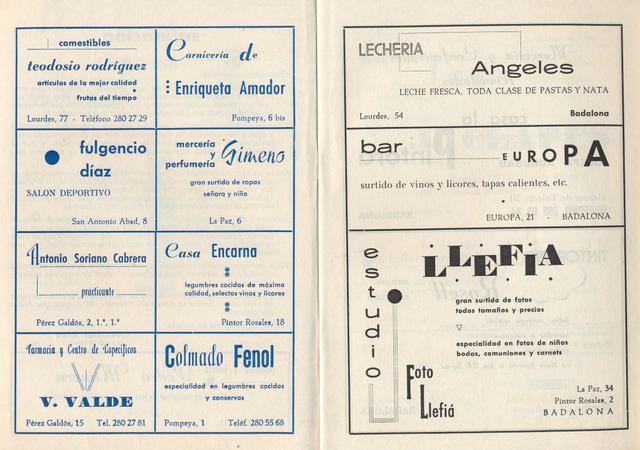 comestibles
teodosio rodríguez
artículos de la mejor calidad
frutas del tiempo
Lourdes, 77 - Teléfono 280 27 29
Carnicería de
Enriqueta Amador
Pompeya, 6 bis
fulgencio
díaz
SALON DEPORTIVO
San Antonio Abad, 8
mercería
y
perfumería
Gimeno
gran surtido de ropas
señora y niño
La Paz, 6
Antonio Soriano Cabrera
practicante
Pérez Galdós, 2, 1.º, 1.ª
Casa Encarna
legumbres cocidas de máxima
calidad, selectos vinos y licores
Pintor Rosales, 18
Farmacia y Centro de Específicos
V. VALDE
Pérez Galdós, 15 Tel. 280 27 81
Colmado Fenol
especialidad en legumbres cocidas
y conservas
Pompeya, 1 Teléf. 280 55 68
LECHERIA
Angeles
LECHE FRESCA, TODA CLASE DE PASTAS Y NATA
Lourdes, 54 Badalona
bar
EUROPA
surtido de vinos y licores, tapas calientes, etc.
EUROPA, 21 - BADALONA
estudio
LLEFIA
gran surtido de fotos
todos tamaños y precios
especialidad en fotos de niños
bodas, comuniones y carnets
Foto
Llefiá
La Paz, 34
Pintor Rosales, 2
BADALONA